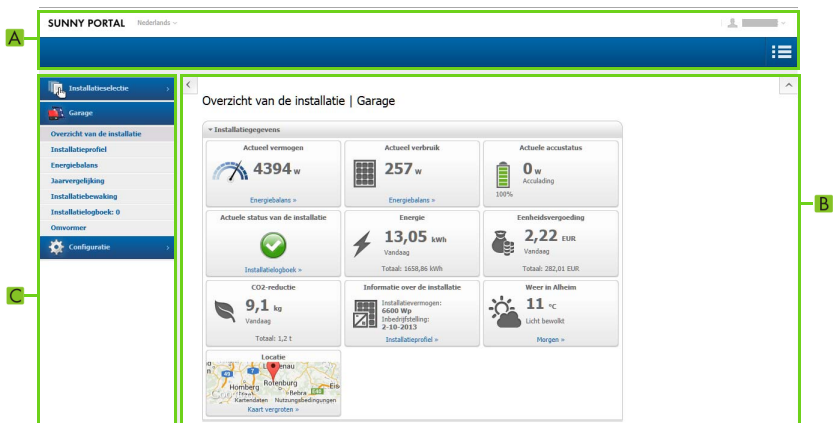 SUNNY PORTAL Nederlands
A
Installatieselectie
Garage
Overzicht van de installatie
Installatieprofiel
Energiebalans
Jaarvergelijking
Installatiebewaking
Installatielogboek: 0
Omvormer
Configuratie
C
Overzicht van de installatie | Garage
Installatiegegevens
Actueel vermogen
4394 w
Energiebalans »
Actueel verbruik
257 w
Energiebalans »
Actuele accustatus
0 w
Acculading
100%
Actuele status van de installatie
Installatielogboek »
Energie
13,05 kWh
Vandaag
Totaal: 1658,86 kWh
Eenheidsvergoeding
2,22 EUR
Vandaag
Totaal: 282,01 EUR
CO2-reductie
9,1 kg
Vandaag
Totaal: 1,2 t
Informatie over de installatie
Installatievermogen:
6600 Wp
Inbedrijfstelling:
2-10-2013
Installatieprofiel »
Weer in Alheim
11 °C
Licht bewolkt
Morgen »
Locatie
Homberg Rotenburg
Bebra
Kartendaten Nutzungsbedingungen
Kaart vergroten »
B